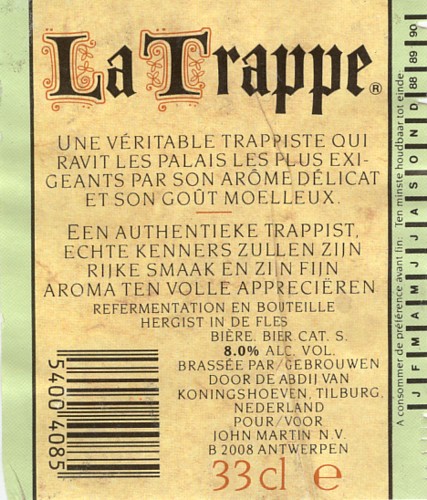 La Trappe®
UNE VÉRITABLE TRAPPISTE QUI
RAVIT LES PALAIS LES PLUS EXI-
GEANTS PAR SON ARÔME DÉLICAT
ET SON GOÛT MOELLEUX.
EEN AUTHENTIEKE TRAPPIST,
ECHTE KENNERS ZULLEN ZIJN
RIJKE SMAAK EN ZIJN FIJN
AROMA TEN VOLLE APPRECIËREN
REFERMENTATION EN BOUTEILLE
HERGIST IN DE FLES
BIÈRE. BIER CAT. S.
8.0% ALC. VOL.
BRASSÉE PAR/GEBROUWEN
DOOR DE ABDIJ VAN
KONINGSHOEVEN, TILBURG,
NEDERLAND
POUR/VOOR
JOHN MARTIN N.V.
B 2008 ANTWERPEN
33 cl e
5400 4085
A consommer de préférence avant fin: Ten minste houdbaar tot einde
J F M A M J J A S O N D 88 89 90